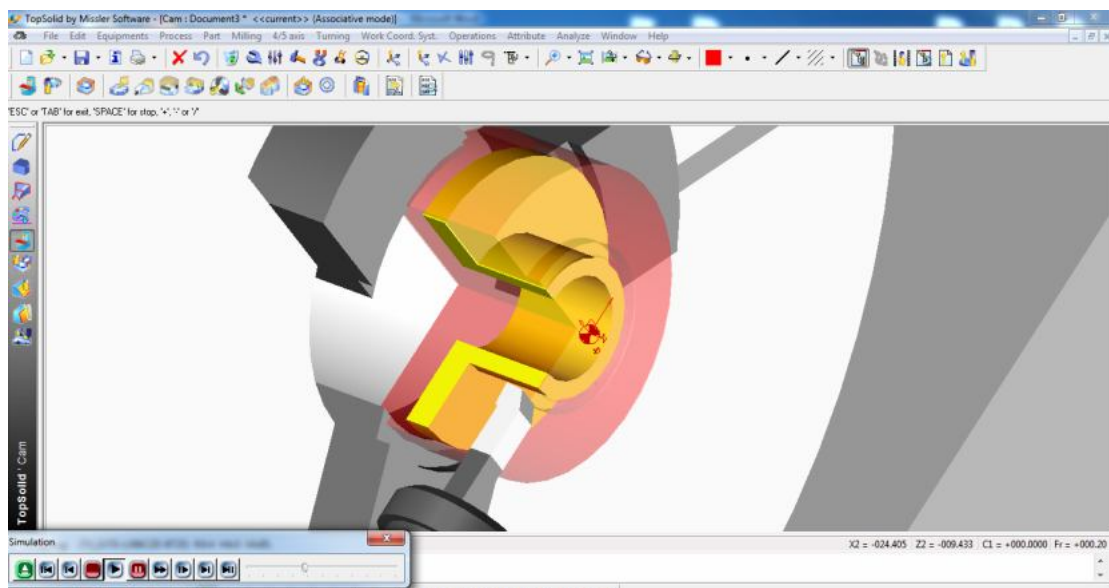 TopSolid by Missler Software - [Cam : Document3 * <<current>> (Associative mode)]
File Edit Equipments Process Part Milling 4/5 axis Turning Work Coord. Syst. Operations Attribute Analyze Window Help
'ESC' or 'TAB' for exit, 'SPACE' for stop, '+', '-' or '/'
TopSolid'Cam
Simulation
X2 = -024.405 Z2 = -009.433 C1 = +000.0000 Fr = +000.20